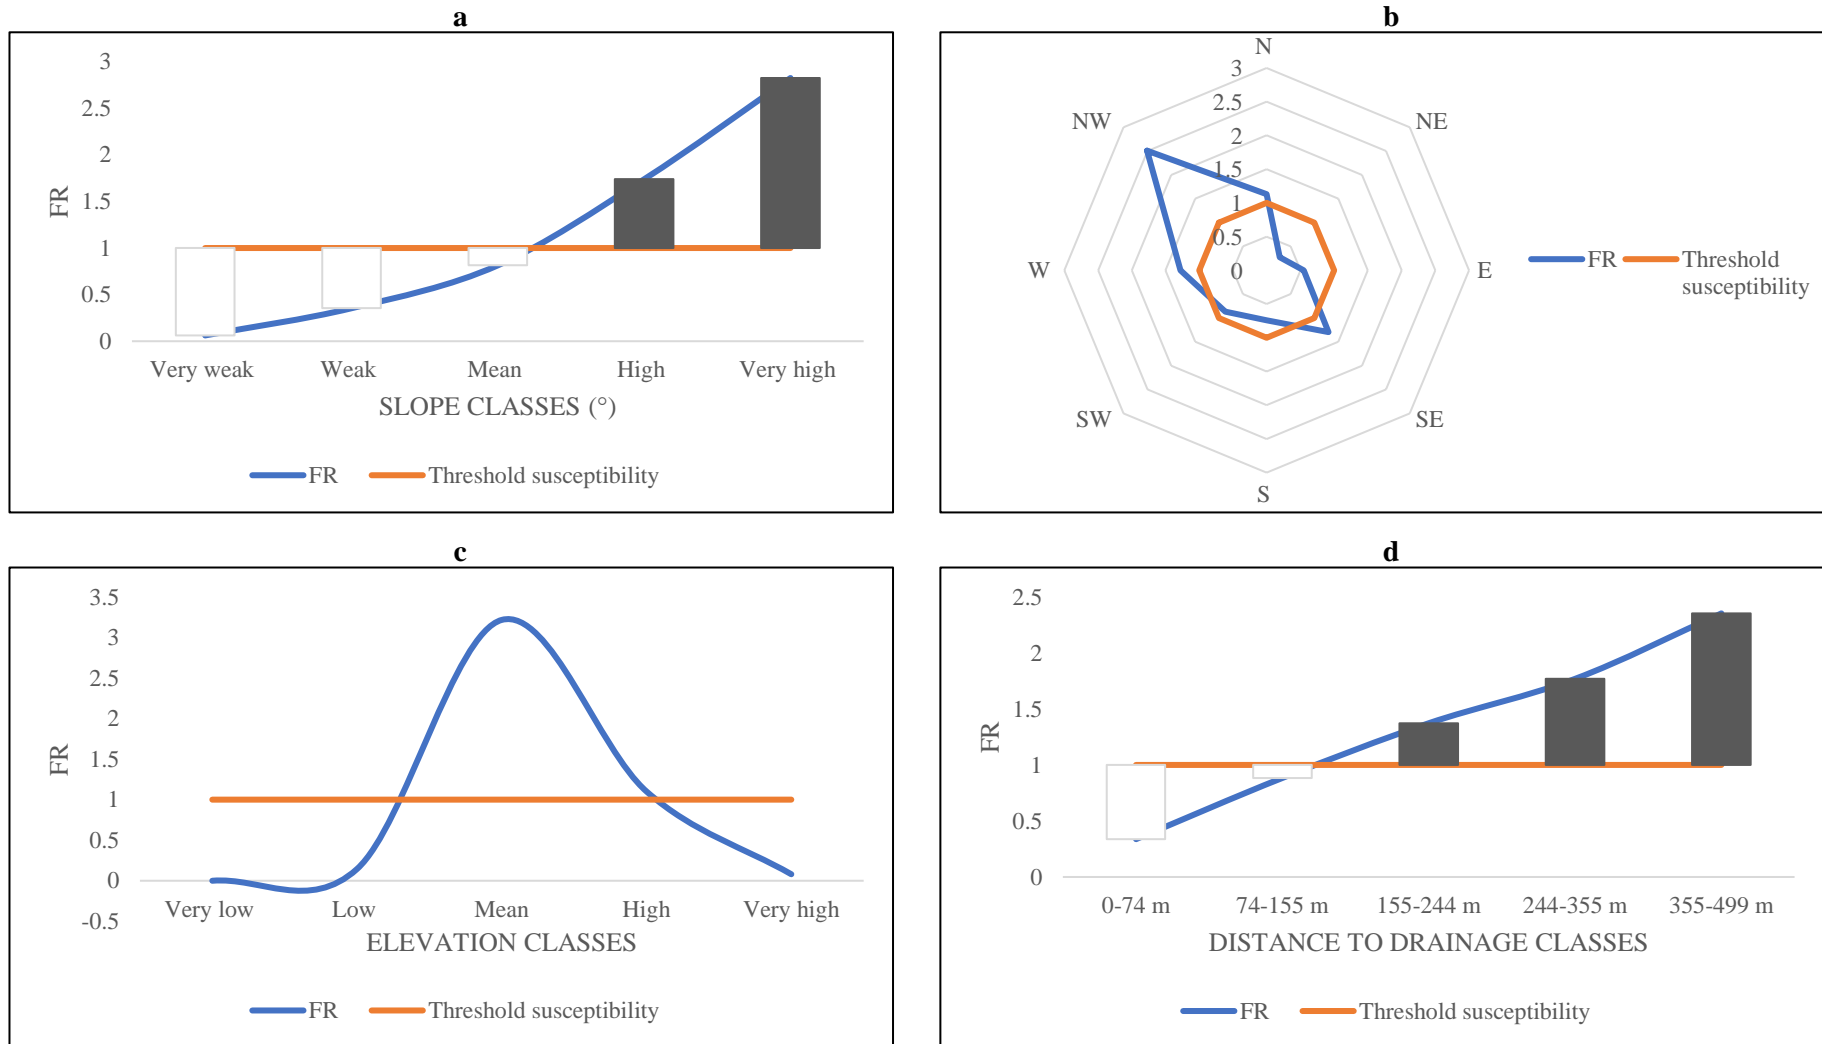 a
3
2.5
2
1.5
1
0.5
0
FR
Very weak Weak Mean High Very high
SLOPE CLASSES (°)
FR Threshold susceptibility
b
N
3
2.5
2
1.5
1
0.5
0
NW NE
W E
SW SE
S
FR Threshold
susceptibility
c
3.5
3
2.5
2
1.5
1
0.5
0
-0.5
FR
Very low Low Mean High Very high
ELEVATION CLASSES
FR Threshold susceptibility
d
2.5
2
1.5
1
0.5
0
FR
0-74 m 74-155 m 155-244 m 244-355 m 355-499 m
DISTANCE TO DRAINAGE CLASSES
FR Threshold susceptibility